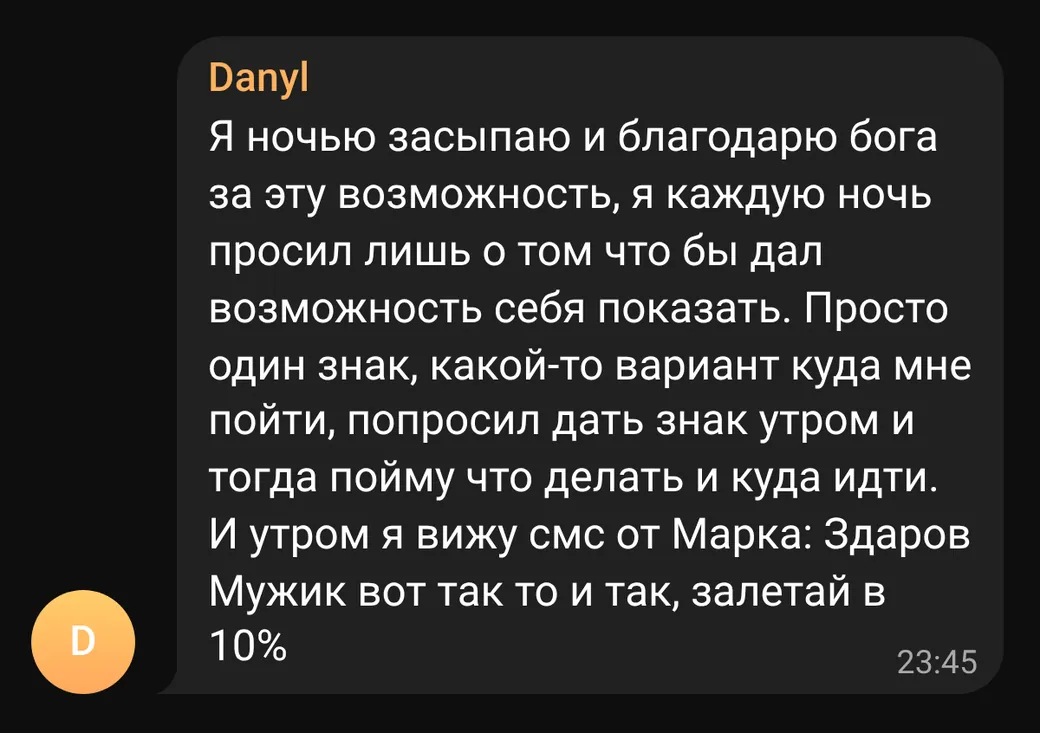 Danyl
Я ночью засыпаю и благодарю бога
за эту возможность, я каждую ночь
просил лишь о том что бы дал
возможность себя показать. Просто
один знак, какой-то вариант куда мне
пойти, попросил дать знак утром и
тогда пойму что делать и куда идти.
И утром я вижу смс от Марка: Здаров
Мужик вот так то и так, залетай в
10%
23:45
D